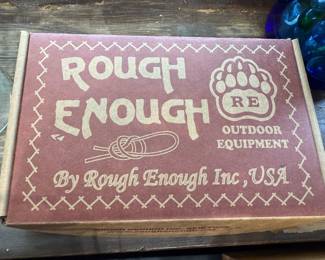 ROUGH
ENOUGH
RE
OUTDOOR
EQUIPMENT
By Rough Enough Inc, USA